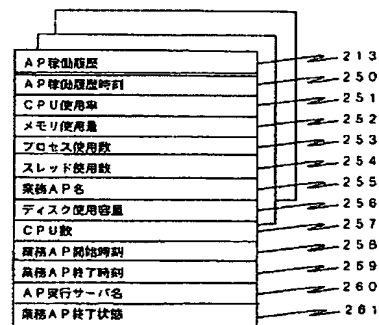 AP稼働履歴 213
AP稼働履歴時刻 250
CPU使用率 251
メモリ使用量 252
プロセス使用数 253
スレッド使用数 254
業務AP名 255
ディスク使用容量 256
CPU数 257
業務AP開始時刻 258
業務AP終了時刻 259
AP実行サーバ名 260
業務AP終了状態 261